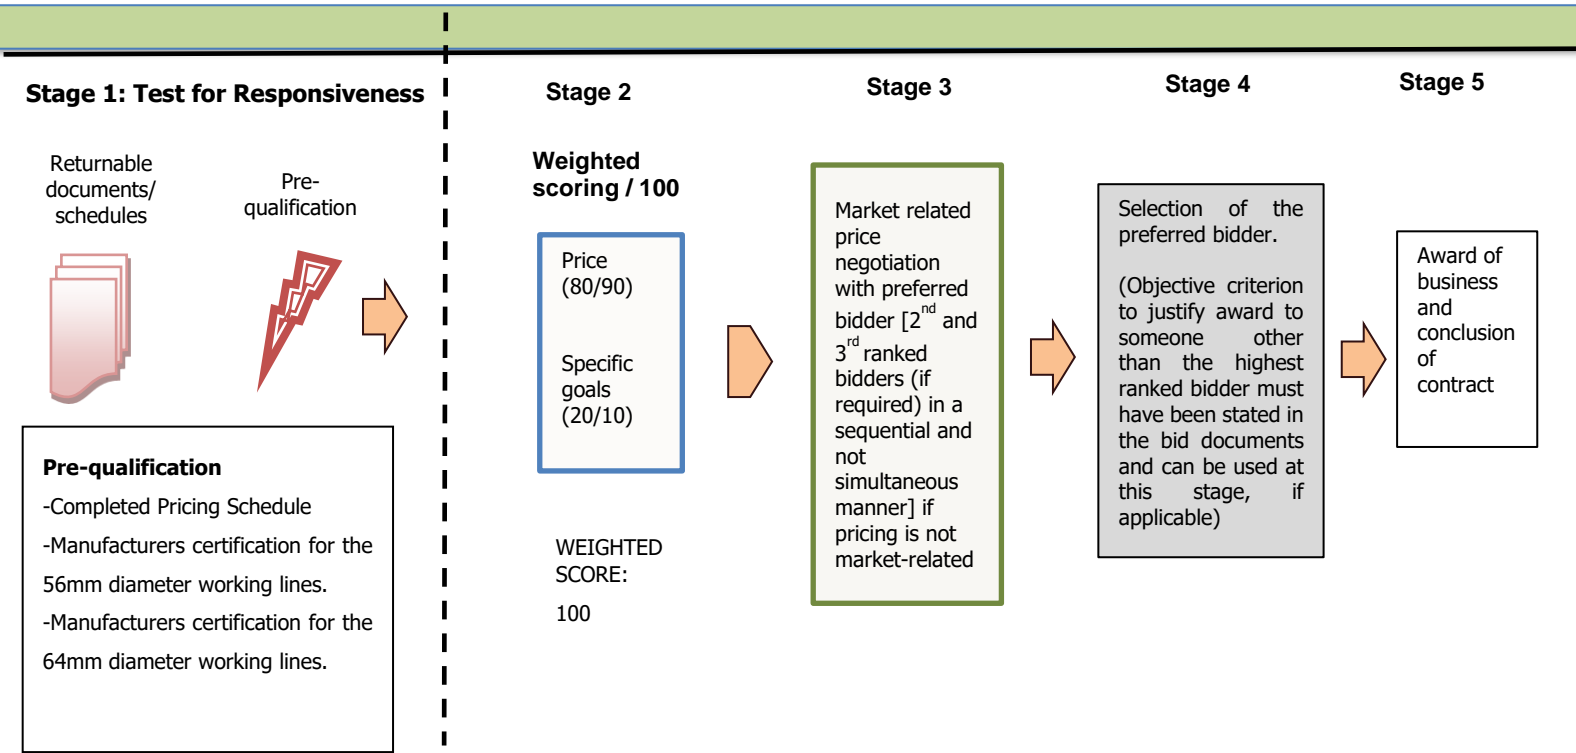 Stage 1: Test for Responsiveness
Returnable
documents/
schedules
Pre-
qualification
Pre-qualification
-Completed Pricing Schedule
-Manufacturers certification for the
56mm diameter working lines.
-Manufacturers certification for the
64mm diameter working lines.
Stage 2
Weighted
scoring / 100
Price
(80/90)
Specific
goals
(20/10)
WEIGHTED
SCORE:
100
Stage 3
Market related
price
negotiation
with preferred
bidder [2nd and
3rd ranked
bidders (if
required) in a
sequential and
not
simultaneous
manner] if
pricing is not
market-related
Stage 4
Selection of the
preferred bidder.
(Objective criterion
to justify award to
someone other
than the highest
ranked bidder must
have been stated in
the bid documents
and can be used at
this stage, if
applicable)
Stage 5
Award of
business
and
conclusion
of
contract